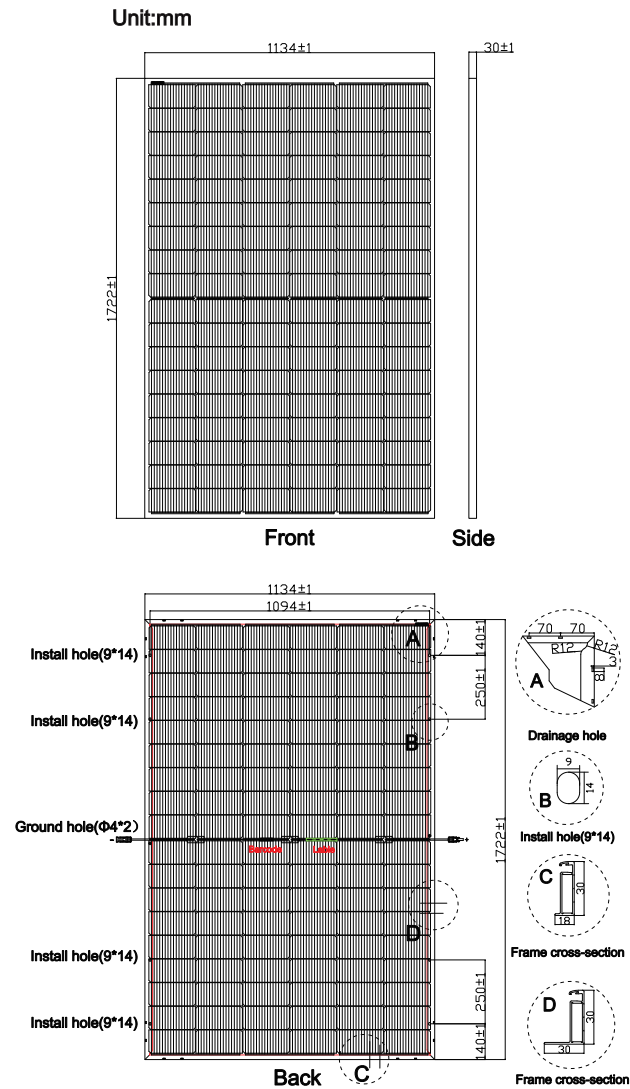 Unit:mm
1134±1
30±1
1722±1
Front
Side
1134±1
1094±1
A
140±1
Install hole(9*14)
250±1
Install hole(9*14)
B
70 70
R12 R12
3
8
A
Drainage hole
9
14
B
Install hole(9*14)
Ground hole(Φ4*2)
- +
1722±1
C
30
18
Frame cross-section
D
Install hole(9*14)
250±1
Install hole(9*14)
140±1
C
D
30
30
Frame cross-section
Back